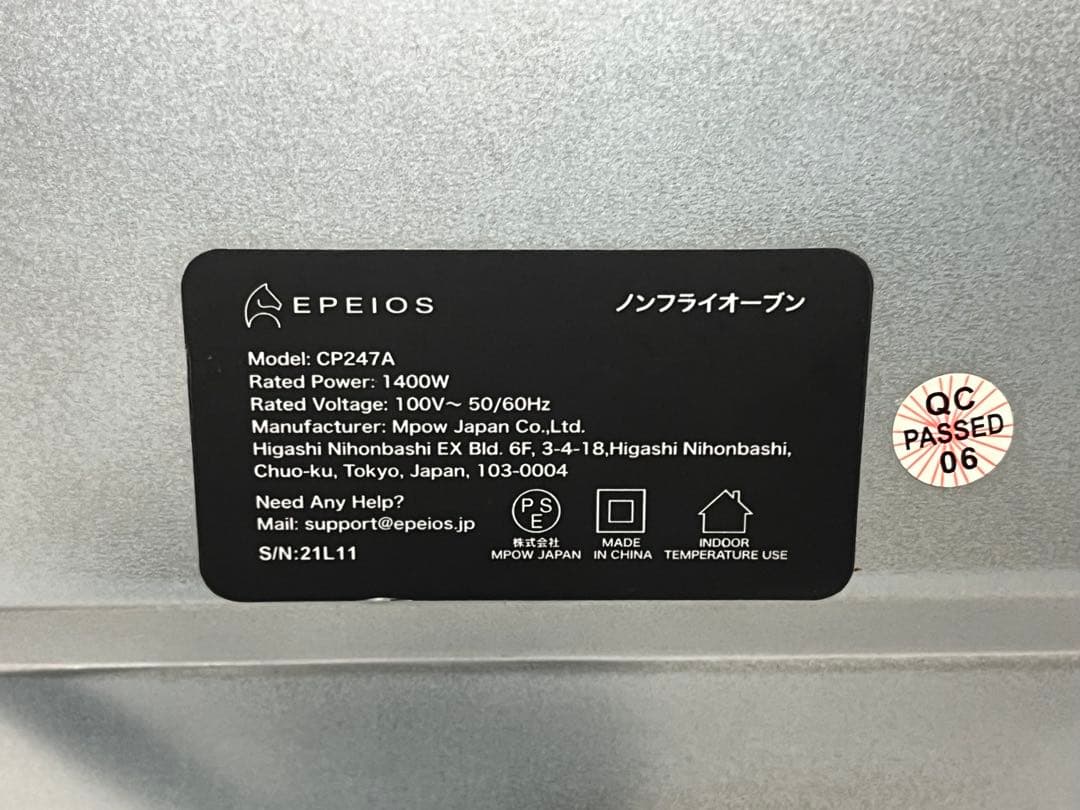 EPEIOS
ノンフライオーブン
Model: CP247A
Rated Power: 1400W
Rated Voltage: 100V～ 50/60Hz
Manufacturer: Mpow Japan Co.,Ltd.
Higashi Nihonbashi EX Bld. 6F, 3-4-18,Higashi Nihonbashi,
Chuo-ku, Tokyo, Japan, 103-0004
Need Any Help?
Mail: support@epeios.jp
S/N:21L11
PS
E
株式会社
MPOW JAPAN
MADE
IN CHINA
INDOOR
TEMPERATURE USE
QC
PASSED
06